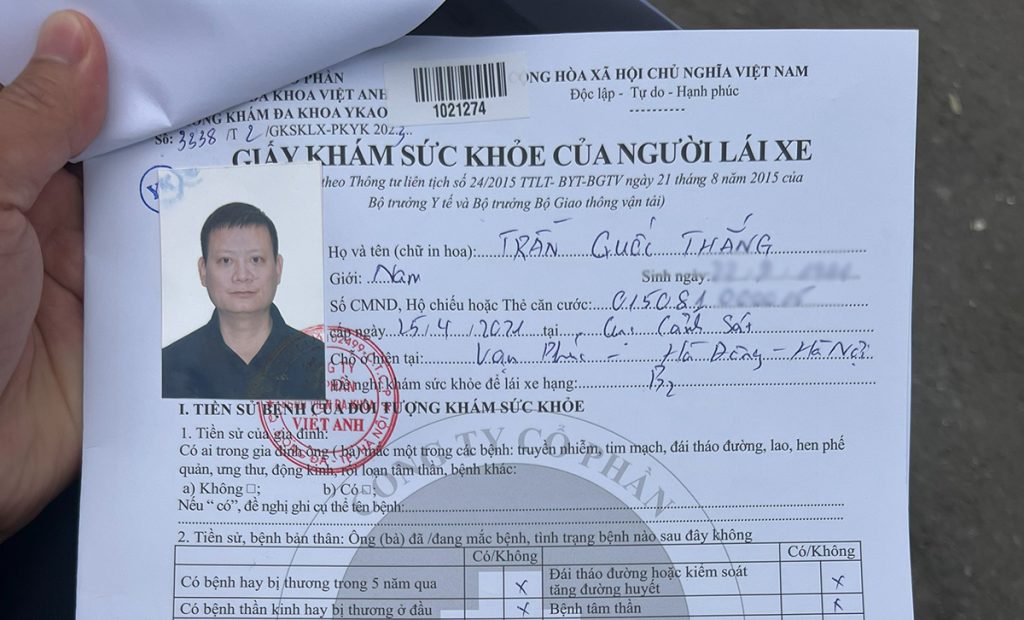 PHẦN
KHOA VIỆT ANH
KHÁM ĐA KHOA YKAO
1021274
CỘNG HÒA XÃ HỘI CHỦ NGHĨA VIỆT NAM
Độc lập - Tự do - Hạnh phúc
Số: 3338 /T 2 /GKSKLX-PKYK 2023..
GIẤY KHÁM SỨC KHỎE CỦA NGƯỜI LÁI XE
theo Thông tư liên tịch số 24/2015 TTLT- BYT-BGTV ngày 21 tháng 8 năm 2015 của
Bộ trưởng Y tế và Bộ trưởng Bộ Giao thông vận tải)
Họ và tên (chữ in hoa): TRẦN QUỐC THẮNG
Giới: Nam
Sinh ngày
Số CMND, Hộ chiếu hoặc Thẻ căn cước: 015081
cấp ngày 25/4/2021 tại Cục Cảnh Sát
Chỗ ở hiện tại: Vạn Phúc - Hà Đông - Hà Nội
Đề nghị khám sức khỏe để lái xe hạng: B2
VIỆT ANH
I. TIỀN SỬ BỆNH CỦA ĐỐI TƯỢNG KHÁM SỨC KHỎE
1. Tiền sử của gia đình:
Có ai trong gia đình ông (bà) mắc một trong các bệnh: truyền nhiễm, tim mạch, đái tháo đường, lao, hen phế
quản, ung thư, động kinh, rối loạn tâm thần, bệnh khác:
a) Không □; b) Có □;
Nếu “ có”, đề nghị ghi cụ thể tên bệnh:
CÔNG TY CỔ PHẦN
2. Tiền sử, bệnh bản thân: Ông (bà) đã /đang mắc bệnh, tình trạng bệnh nào sau đây không
Có/Không Có/Không
Có bệnh hay bị thương trong 5 năm qua x Đái tháo đường hoặc kiểm soát
tăng đường huyết x
Có bệnh thần kinh hay bị thương ở đầu x Bệnh tâm thần x